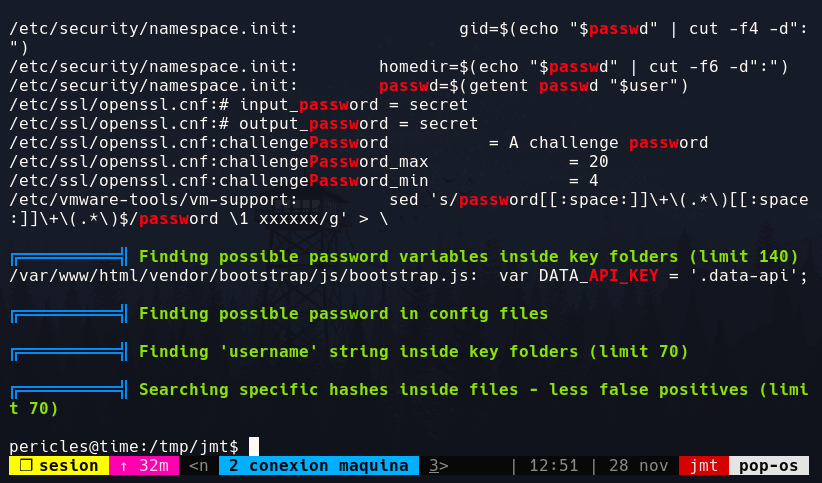 /etc/security/namespace.init:                gid=$(echo "$passwd" | cut -f4 -d":
")
/etc/security/namespace.init:        homedir=$(echo "$passwd" | cut -f6 -d":")
/etc/security/namespace.init:        passwd=$(getent passwd "$user")
/etc/ssl/openssl.cnf:# input_password = secret
/etc/ssl/openssl.cnf:# output_password = secret
/etc/ssl/openssl.cnf:challengePassword          = A challenge password
/etc/ssl/openssl.cnf:challengePassword_max              = 20
/etc/ssl/openssl.cnf:challengePassword_min              = 4
/etc/vmware-tools/vm-support:         sed 's/password[[:space:]]\+\(.*\)[[:space
:]]\+\(.*\)$/password \1 xxxxxx/g' > \
╔══════════╣ Finding possible password variables inside key folders (limit 140)
/var/www/html/vendor/bootstrap/js/bootstrap.js:  var DATA_API_KEY = '.data-api';
╔══════════╣ Finding possible password in config files
╔══════════╣ Finding 'username' string inside key folders (limit 70)
╔══════════╣ Searching specific hashes inside files - less false positives (limi
t 70)
pericles@time:/tmp/jmt$
❐ sesion  ↑ 32m  <n  2 conexion maquina  3>      | 12:51 | 28 nov  jmt  pop-os